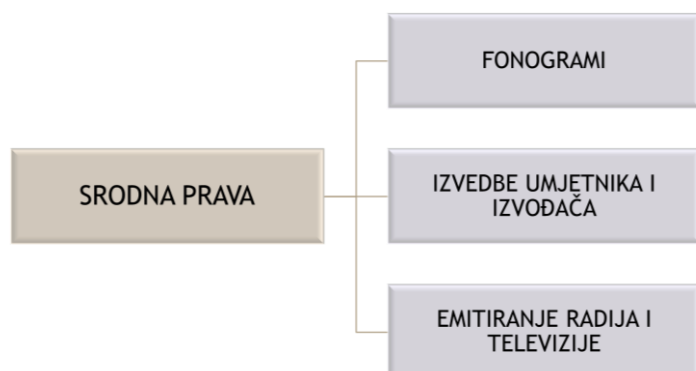 FONOGRAMI
SRODNA PRAVA
IZVEDBE UMJETNIKA I
IZVOĐAČA
EMITIRANJE RADIJA I
TELEVIZIJE